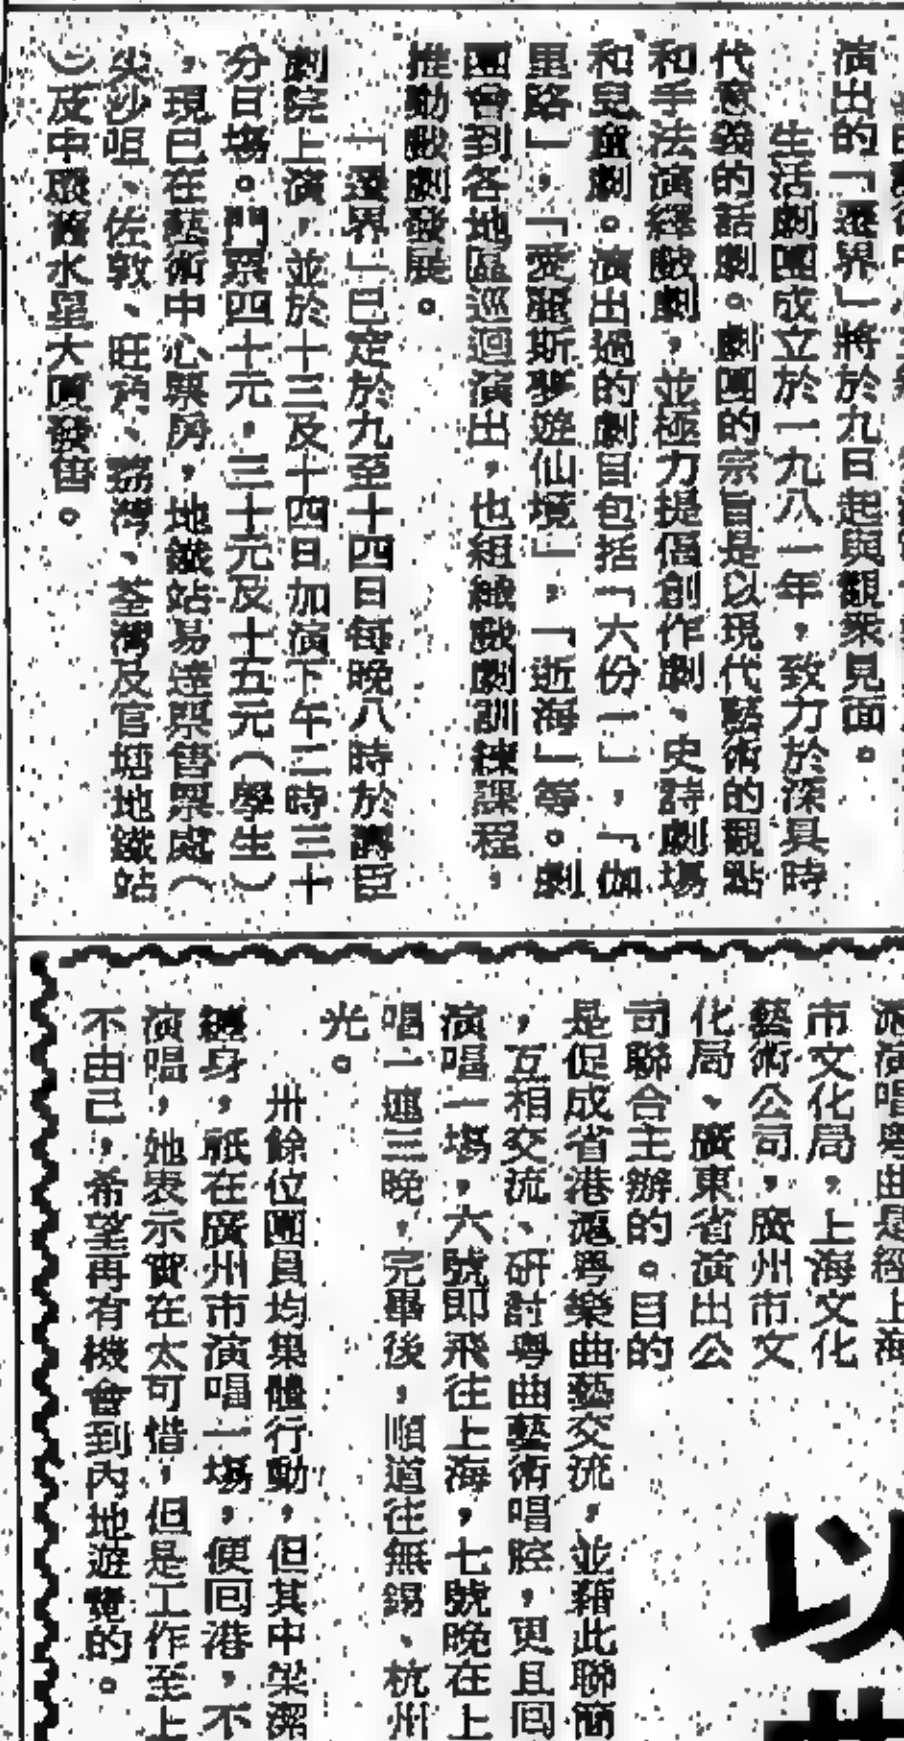 演出的「邊界」將於九日起與觀衆見面。
生活劇團成立於一九八一年，致力於深具時
代意義的話劇。劇團的宗旨是以現代藝術的觀點
和手法演繹戲劇，並極力提倡創作劇、史詩劇場
和兒童劇。演出過的劇目包括「六份一」，「伽
里略」，「愛麗斯夢遊仙境」，「近海」等。劇
團會到各地區巡迴演出，也組織戲劇訓練課程，
推動戲劇發展。
「邊界」已定於九至十四日每晚八時於壽臣
劇院上演，並於十三及十四日加演下午二時三十
分日場。門票四十元，三十元及十五元（學生）
，現已在藝術中心票房，地鐵站易達票售票處（
尖沙咀、佐敦、旺角、荔灣、荃灣及官塘地鐵站
）及中環舊水星大廈發售。
演唱粵曲是經上海
市文化局，上海文化
藝術公司，廣州市文
化局、廣東省演出公
司聯合主辦的。目的
是促成省港滬粵樂曲藝交流，並藉此聯
，互相交流、研討粵曲藝術唱腔，更且回
演唱一場，六號即飛往上海，七號晚在上
唱一連三晚，完畢後，順道往無錫、杭州
光。
卅餘位團員均集體行動，但其中梁潔
纏身，祇在廣州市演唱一場，便回港，不
演唱，她表示實在太可惜，但是工作至上
不由己，希望再有機會到內地遊覽的。
以